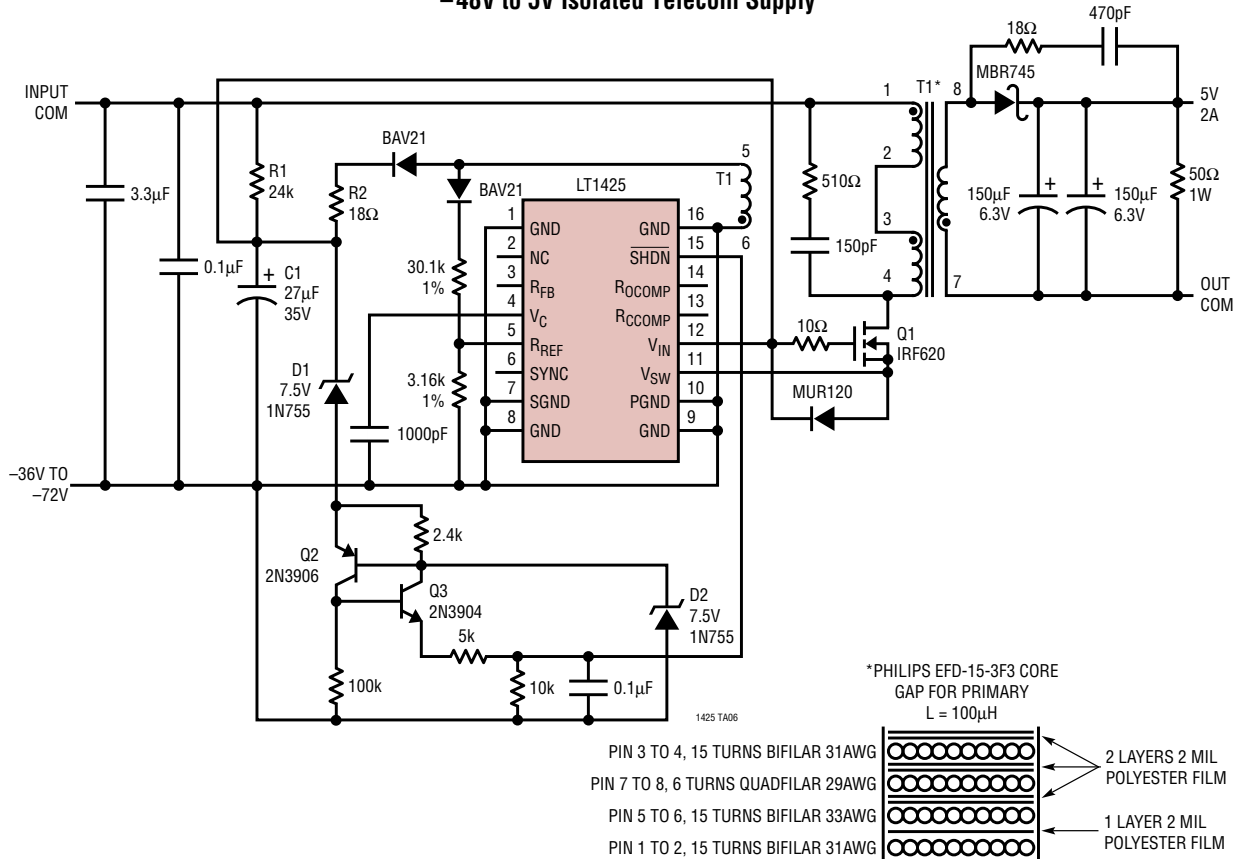 –48V to 5V Isolated Telecom Supply
470pF
18Ω
MBR745
T1*
1
8
INPUT
COM
5V
2A
BAV21
5
2
R1
24k
R2
18Ω
BAV21
LT1425
T1
510Ω
50Ω
1W
3.3µF
150µF
6.3V
+
+
150µF
6.3V
1
GND
GND
16
6
3
2
NC
SHDN
15
0.1µF
+
C1
27µF
35V
30.1k
1%
3
RFB
ROCOMP
14
150pF
4
7
OUT
COM
4
VC
RCCOMP
13
10Ω
5
RREF
VIN
12
Q1
IRF620
D1
7.5V
1N755
6
SYNC
VSW
11
3.16k
1%
7
SGND
PGND
10
MUR120
1000pF
8
GND
GND
9
–36V TO
–72V
2.4k
Q2
2N3906
Q3
2N3904
D2
7.5V
1N755
5k
100k
10k
0.1µF
1425 TA06
*PHILIPS EFD-15-3F3 CORE
GAP FOR PRIMARY
L = 100µH
PIN 3 TO 4, 15 TURNS BIFILAR 31AWG
PIN 7 TO 8, 6 TURNS QUADFILAR 29AWG
PIN 5 TO 6, 15 TURNS BIFILAR 33AWG
PIN 1 TO 2, 15 TURNS BIFILAR 31AWG
2 LAYERS 2 MIL
POLYESTER FILM
1 LAYER 2 MIL
POLYESTER FILM